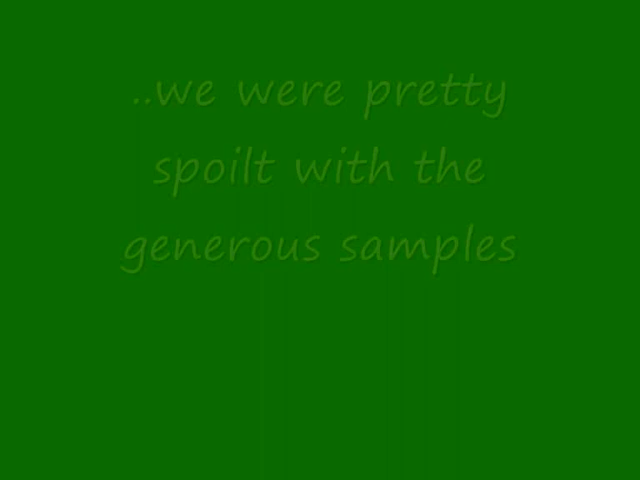 ..we were pretty
spoilt with the
generous samples